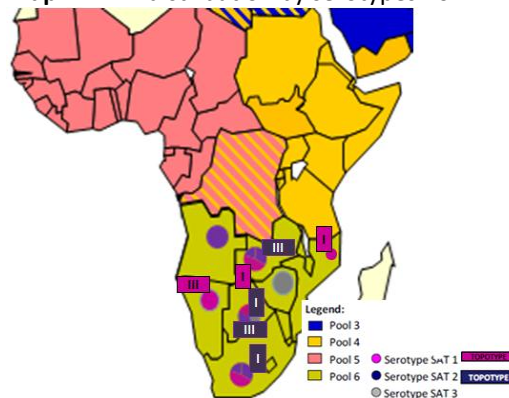 III
I
I
III
I
III
I
Legend:
Pool 3
Pool 4
Pool 5
Pool 6
Serotype SAT 1
TOPOTYPE
Serotype SAT 2
TOPOTYPE
Serotype SAT 3